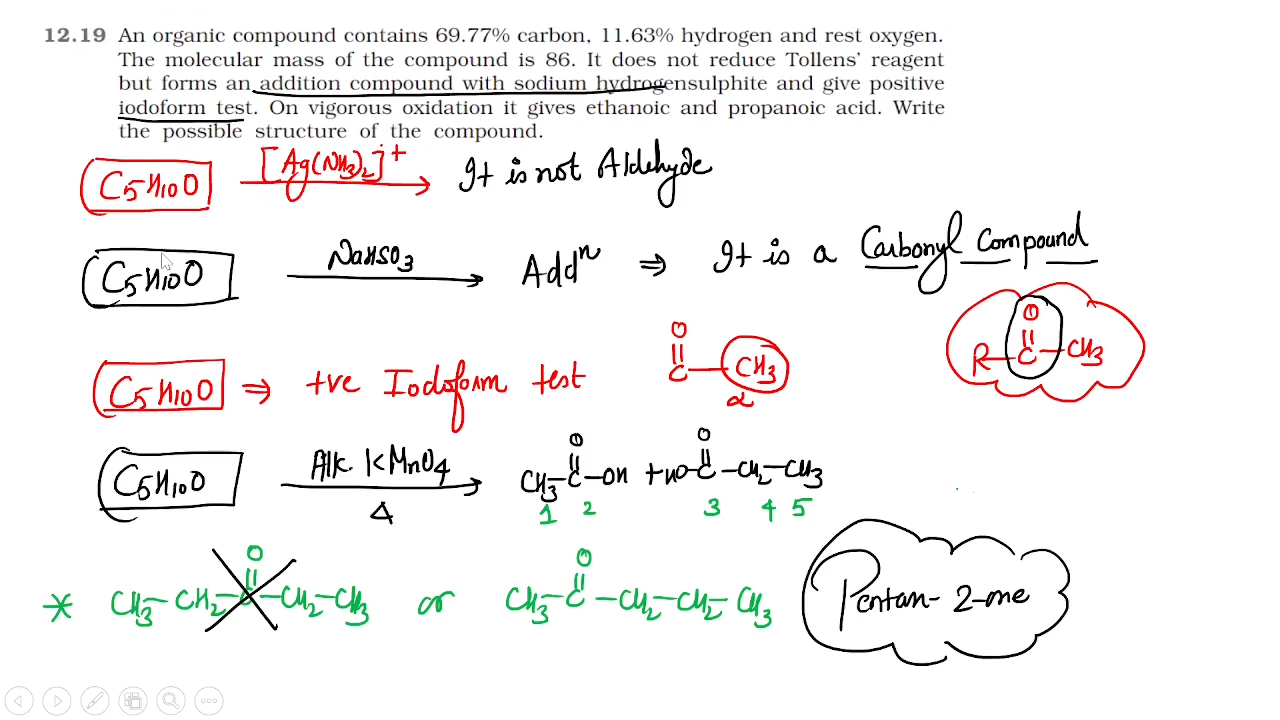 12.19 An organic compound contains 69.77% carbon, 11.63% hydrogen and rest oxygen.
The molecular mass of the compound is 86. It does not reduce Tollens' reagent
but forms an addition compound with sodium hydrogensulphite and give positive
iodoform test. On vigorous oxidation it gives ethanoic and propanoic acid. Write
the possible structure of the compound.
C5H10O [Ag(NH3)2]+ It is not Aldehyde
C5H10O NaHSO3 Addn ⇒ It is a Carbonyl Compound
O
R–C–CH3
O
C–CH3
α
C5H10O ⇒ +ve Iodoform test
C5H10O Alk. KMnO4 Δ
O O
CH3–C–OH + HO–C–CH2–CH3
1 2 3 4 5
O O
* CH3–CH2–C–CH2–CH3 or CH3–C–CH2–CH2–CH3 Pentan-2-one